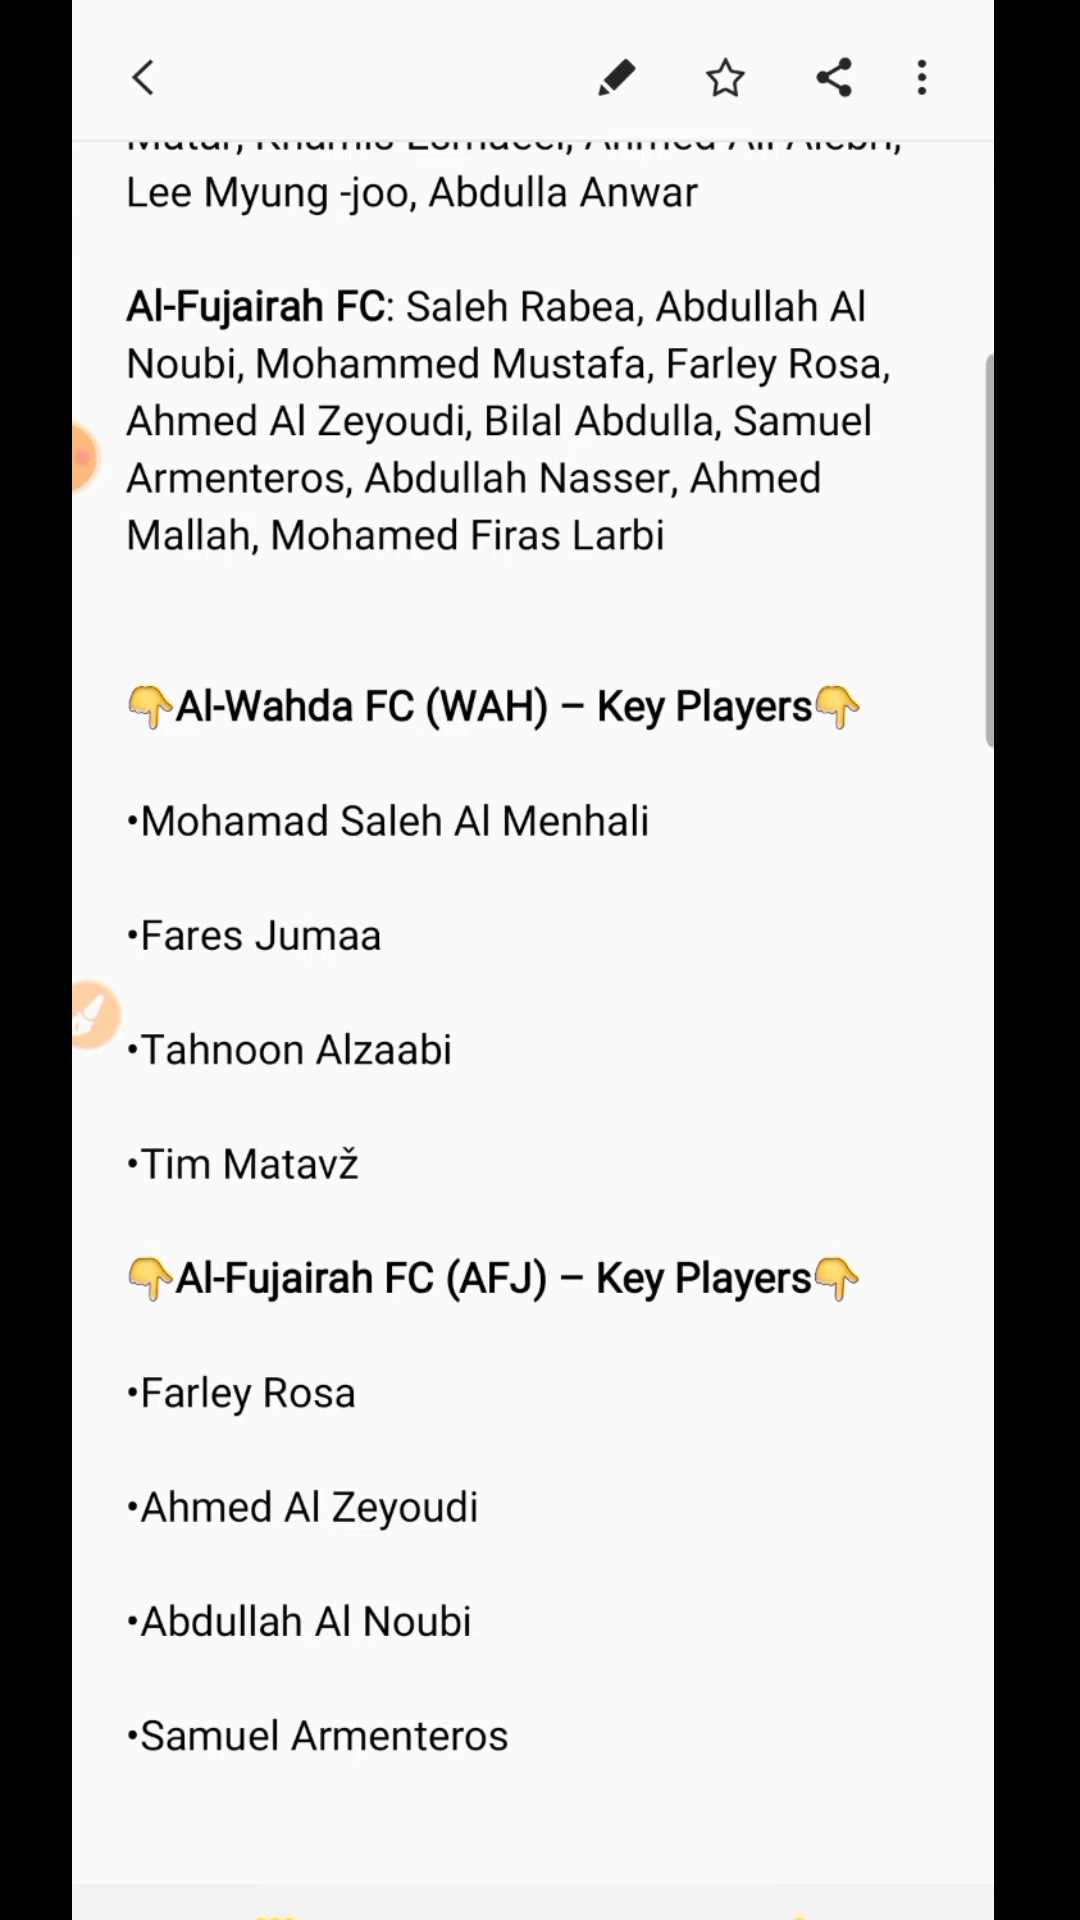 Lee Myung -joo, Abdulla Anwar
Al-Fujairah FC: Saleh Rabea, Abdullah Al
Noubi, Mohammed Mustafa, Farley Rosa,
Ahmed Al Zeyoudi, Bilal Abdulla, Samuel
Armenteros, Abdullah Nasser, Ahmed
Mallah, Mohamed Firas Larbi
👇Al-Wahda FC (WAH) – Key Players👇
•Mohamad Saleh Al Menhali
•Fares Jumaa
•Tahnoon Alzaabi
•Tim Matavž
👇Al-Fujairah FC (AFJ) – Key Players👇
•Farley Rosa
•Ahmed Al Zeyoudi
•Abdullah Al Noubi
•Samuel Armenteros